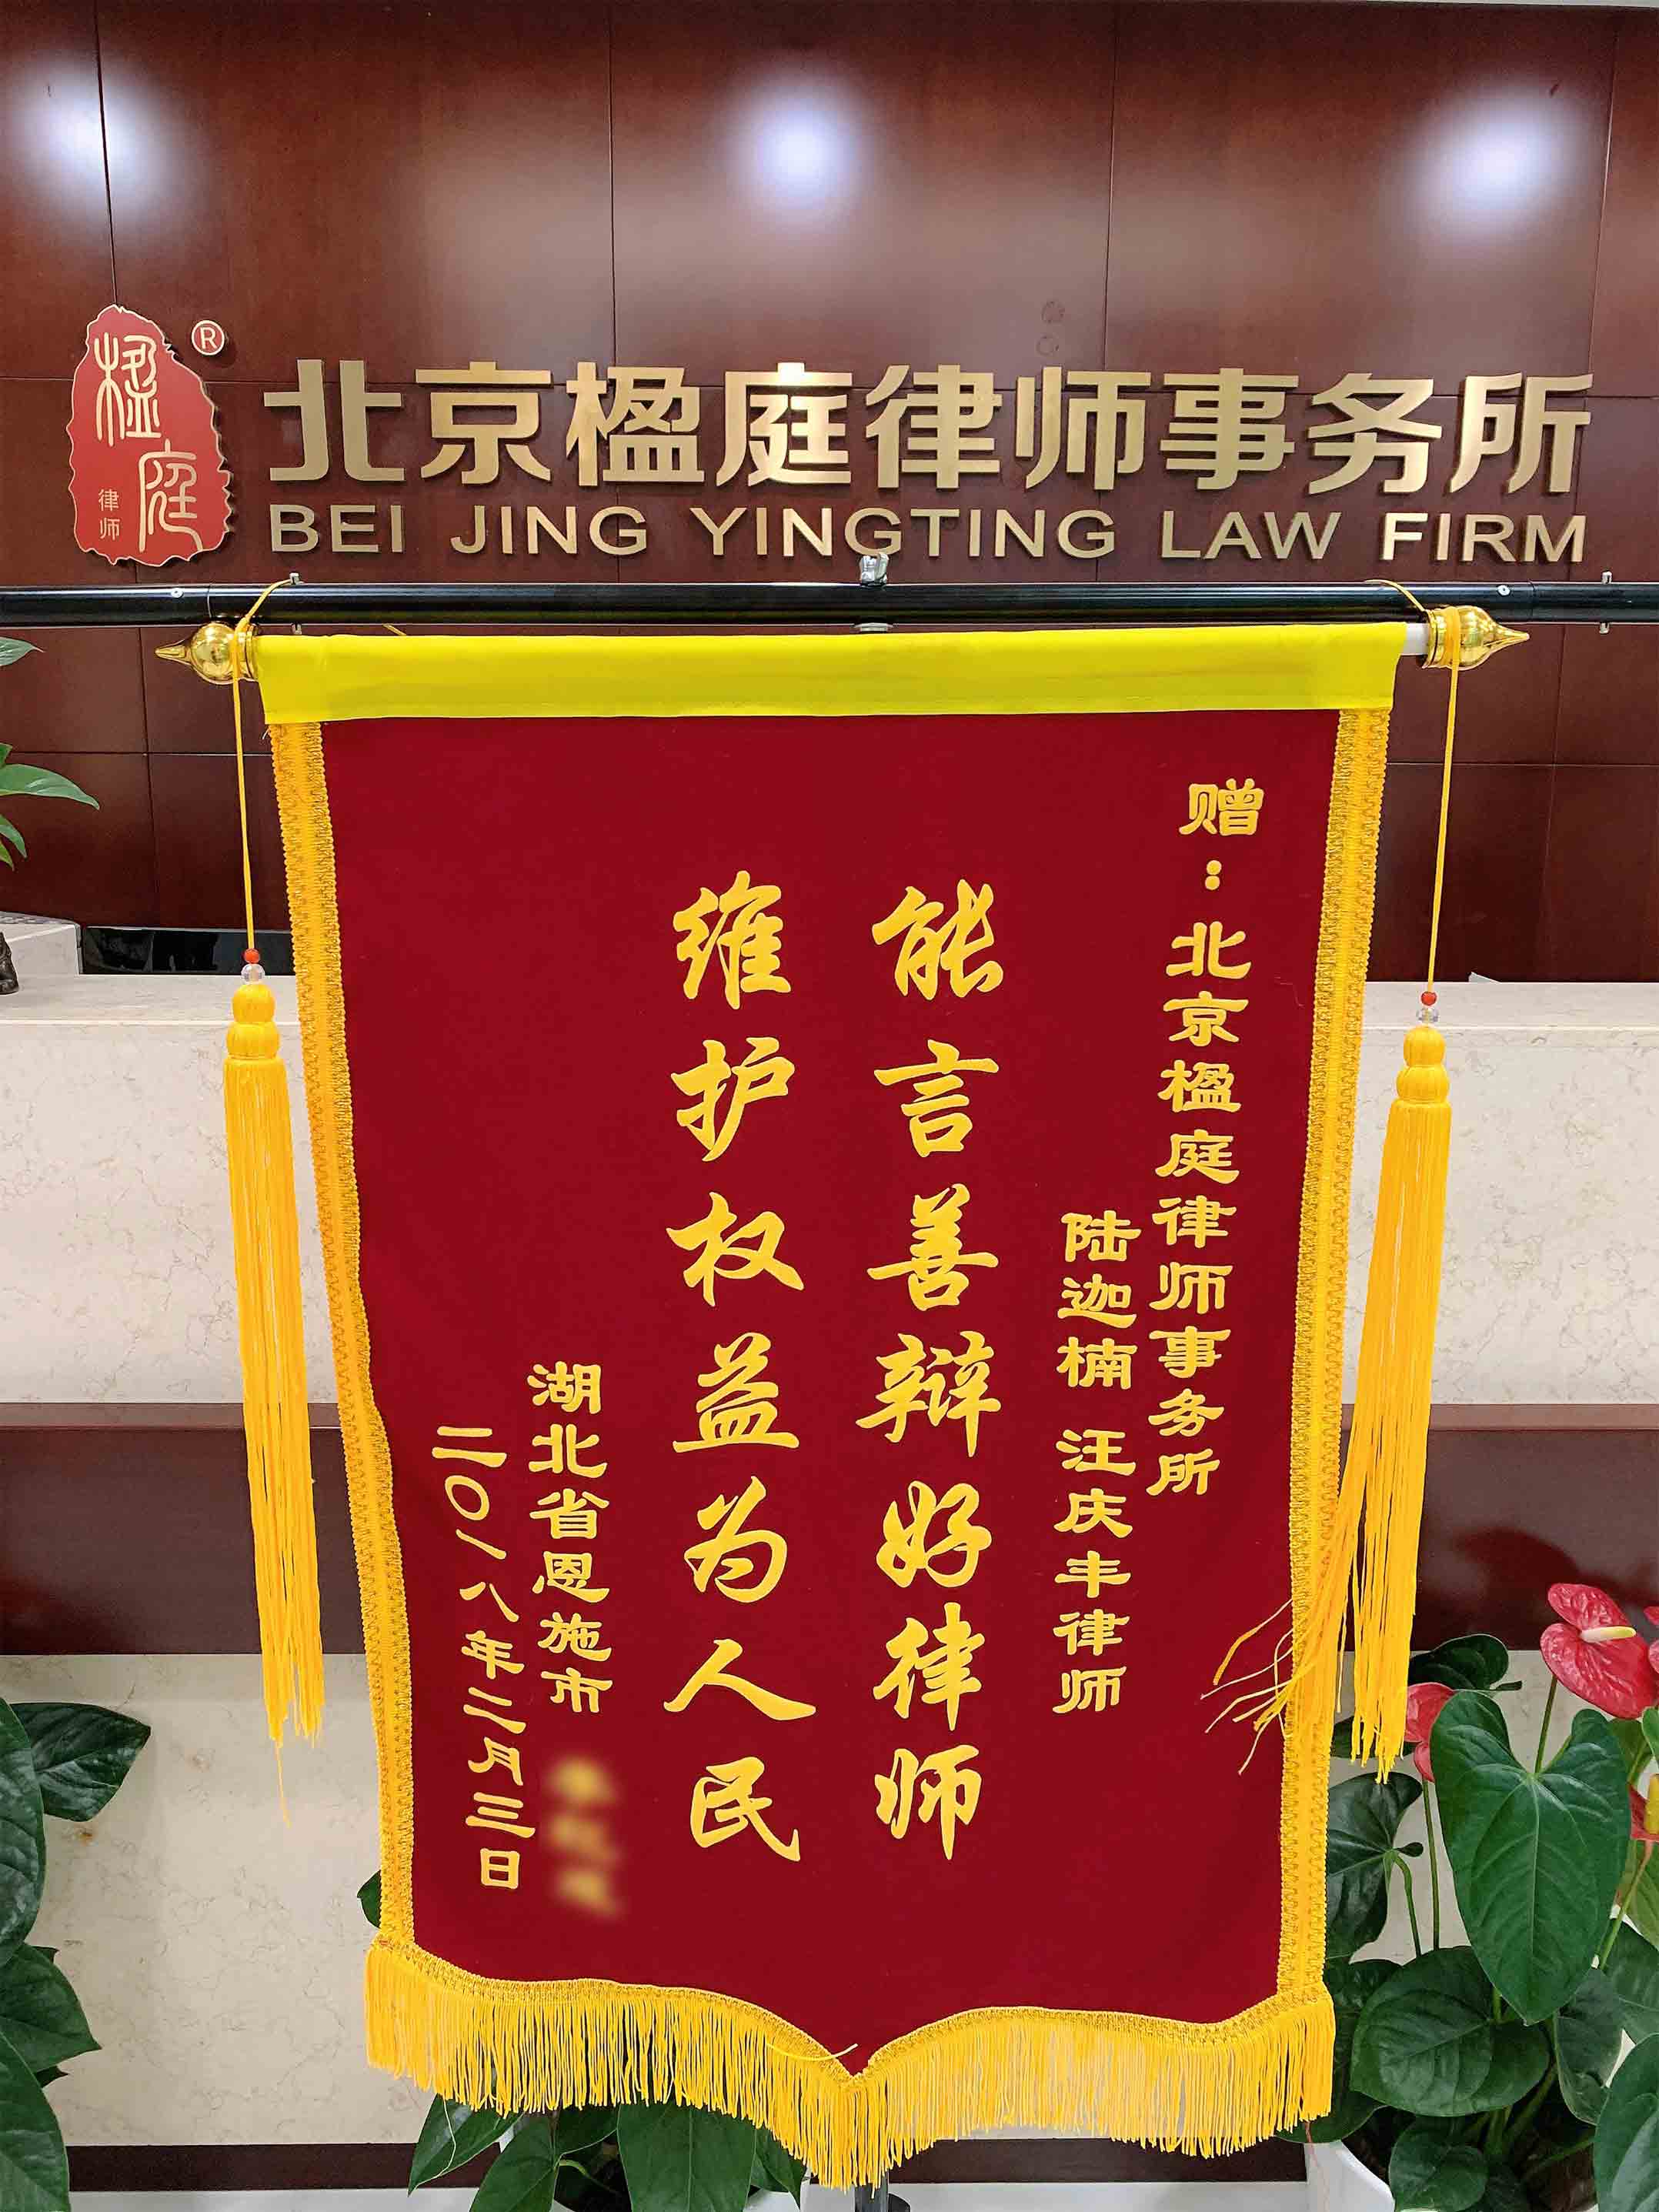 楹庭
律师
®
北京楹庭律师事务所
BEI JING YINGTING LAW FIRM
赠：北京楹庭律师事务所
陆迦楠 汪庆丰律师
能言善辩好律师
维护权益为人民
湖北省恩施市
二〇一八年二月三日